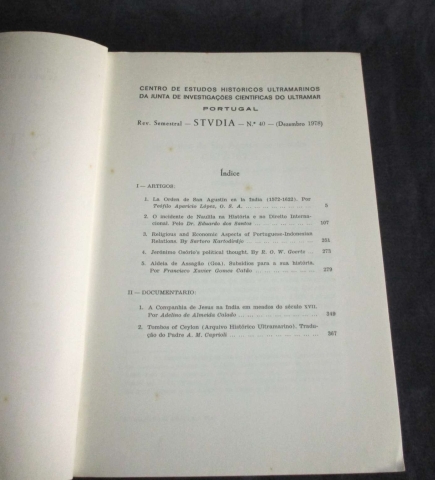 CENTRO DE ESTUDOS HISTÓRICOS ULTRAMARINOS
DA JUNTA DE INVESTIGAÇÕES CIENTÍFICAS DO ULTRAMAR
PORTUGAL
Rev. Semestral — STVDIA — N.º 40 — (Dezembro 1978)
Índice
I — ARTIGOS:
1. La Orden de San Agustín en la India (1572-1622). Por
Teófilo Aparicio López, O. S. A.
2. O incidente de Naulila na História e no Direito Interna-
cional. Pelo Dr. Eduardo dos Santos
3. Religious and Economic Aspects of Portuguese-Indonesian
Relations. By Sartono Kartodirdjo
4. Jerónimo Osório's political thought. By
5. Aldeia de Assagão (Goa). Subsídios para a sua história.
Por Francisco Xavier Gomes Catão
II — DOCUMENTÁRIO:
1. A Companhia de Jesus na Índia em meados do século XVII.
Por Adelino de Almeida Calado
2. Tombos of Ceylon (Arquivo Histórico Ultramarino). Tradu-
ção do Padre A. M.